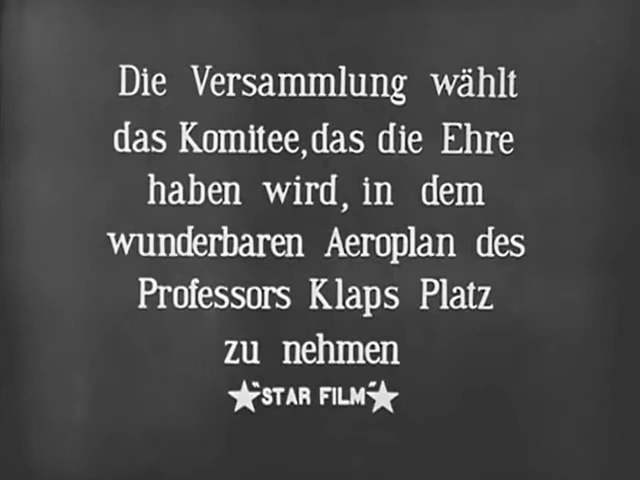 Die Versammlung wählt
das Komitee, das die Ehre
haben wird, in dem
wunderbaren Aeroplan des
Professors Klaps Platz
zu nehmen
★"STAR FILM"★